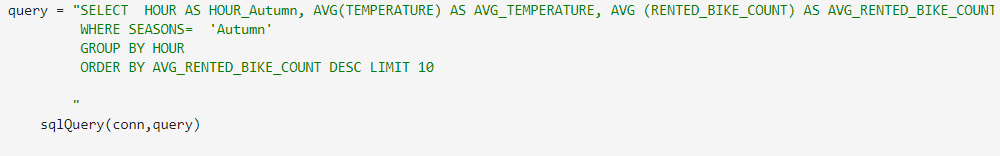 query = "SELECT  HOUR AS HOUR_Autumn, AVG(TEMPERATURE) AS AVG_TEMPERATURE, AVG (RENTED_BIKE_COUNT) AS AVG_RENTED_BIKE_COUNT
WHERE SEASONS=  'Autumn'
GROUP BY HOUR
ORDER BY AVG_RENTED_BIKE_COUNT DESC LIMIT 10
"
sqlQuery(conn,query)